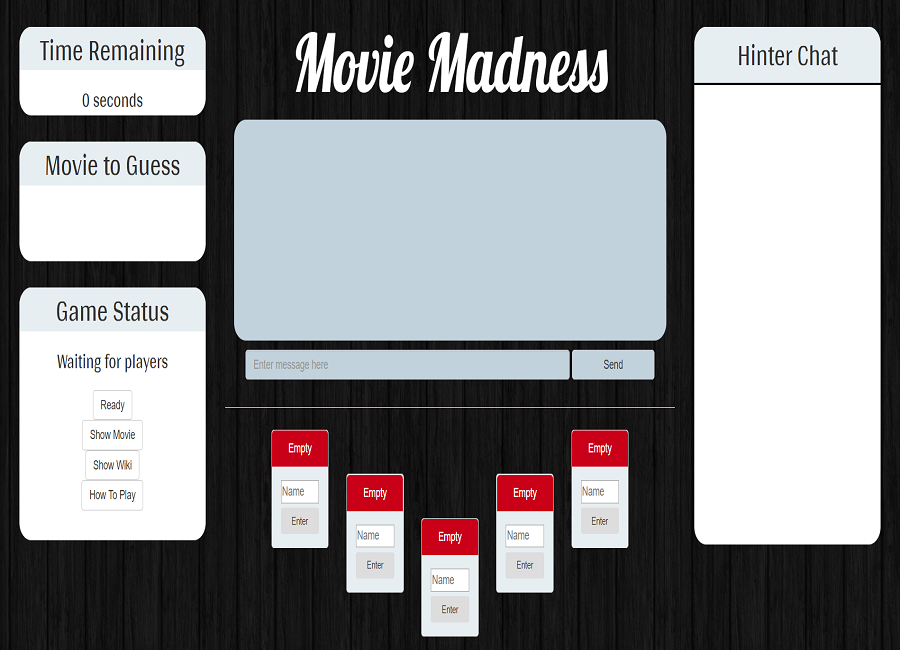 Time Remaining
0 seconds
Movie to Guess
Game Status
Waiting for players
Ready
Show Movie
Show Wiki
How To Play
Movie Madness
Enter message here
Send
Empty
Name
Enter
Empty
Name
Enter
Empty
Name
Enter
Empty
Name
Enter
Empty
Name
Enter
Hinter Chat